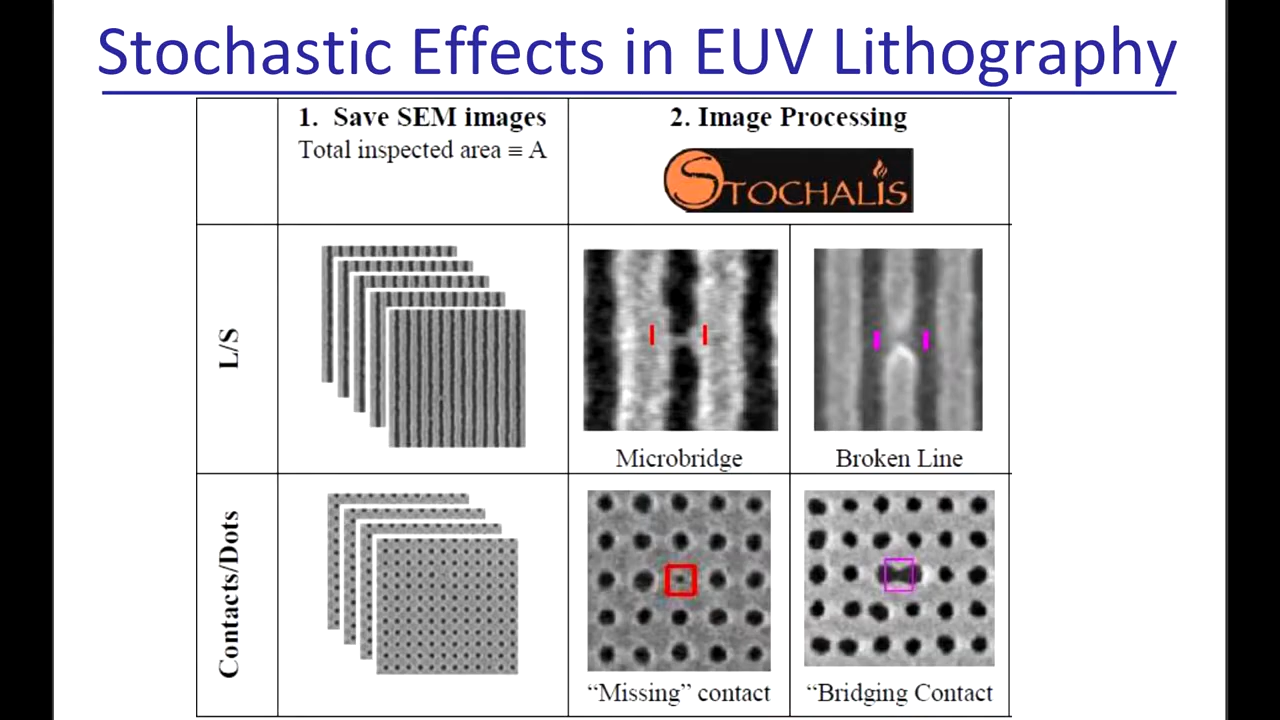 Stochastic Effects in EUV Lithography
1. Save SEM images
Total inspected area ≡ A
2. Image Processing
STOCHALIS
L/S
Microbridge
Broken Line
Contacts/Dots
“Missing” contact
“Bridging Contact